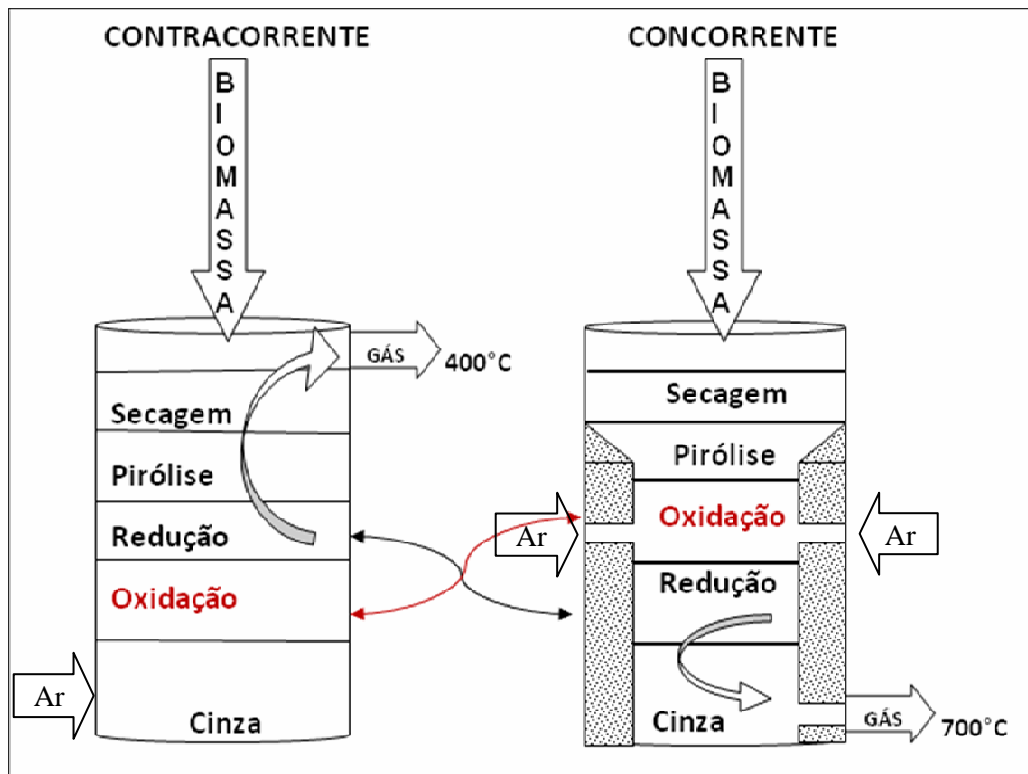 CONTRACORRENTE
BIOMASSA
GÁS
400°C
Secagem
Pirólise
Redução
Oxidação
Ar
Cinza
CONCORRENTE
BIOMASSA
Secagem
Pirólise
Ar
Oxidação
Ar
Redução
Cinza
GÁS
700°C